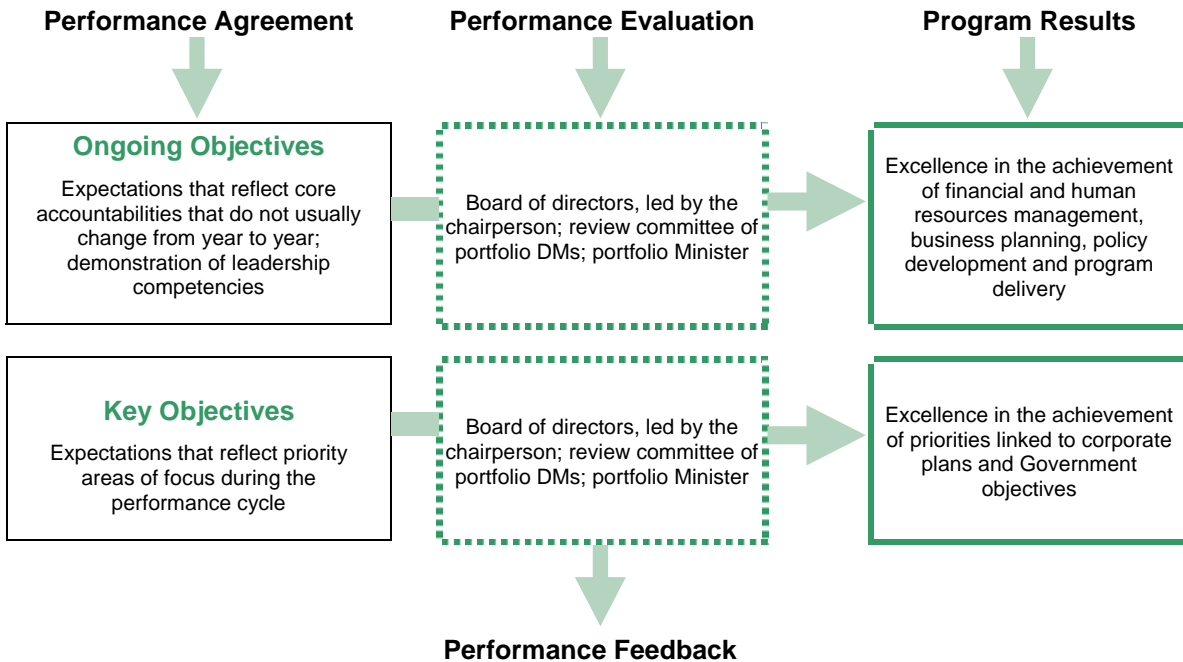 Performance Agreement
Performance Evaluation
Program Results
Ongoing Objectives
Expectations that reflect core
accountabilities that do not usually
change from year to year;
demonstration of leadership
competencies
Board of directors, led by the
chairperson; review committee of
portfolio DMs; portfolio Minister
Excellence in the achievement
of financial and human
resources management,
business planning, policy
development and program
delivery
Key Objectives
Expectations that reflect priority
areas of focus during the
performance cycle
Board of directors, led by the
chairperson; review committee of
portfolio DMs; portfolio Minister
Excellence in the achievement
of priorities linked to corporate
plans and Government
objectives
Performance Feedback